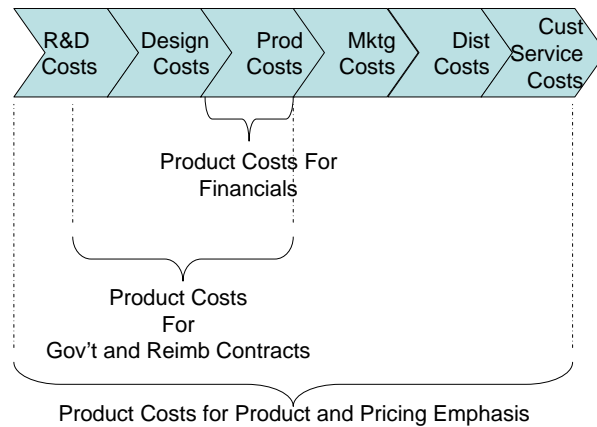 R&D
Costs
Design
Costs
Prod
Costs
Mktg
Costs
Dist
Costs
Cust
Service
Costs
Product Costs For
Financials
Product Costs
For
Gov't and Reimb Contracts
Product Costs for Product and Pricing Emphasis